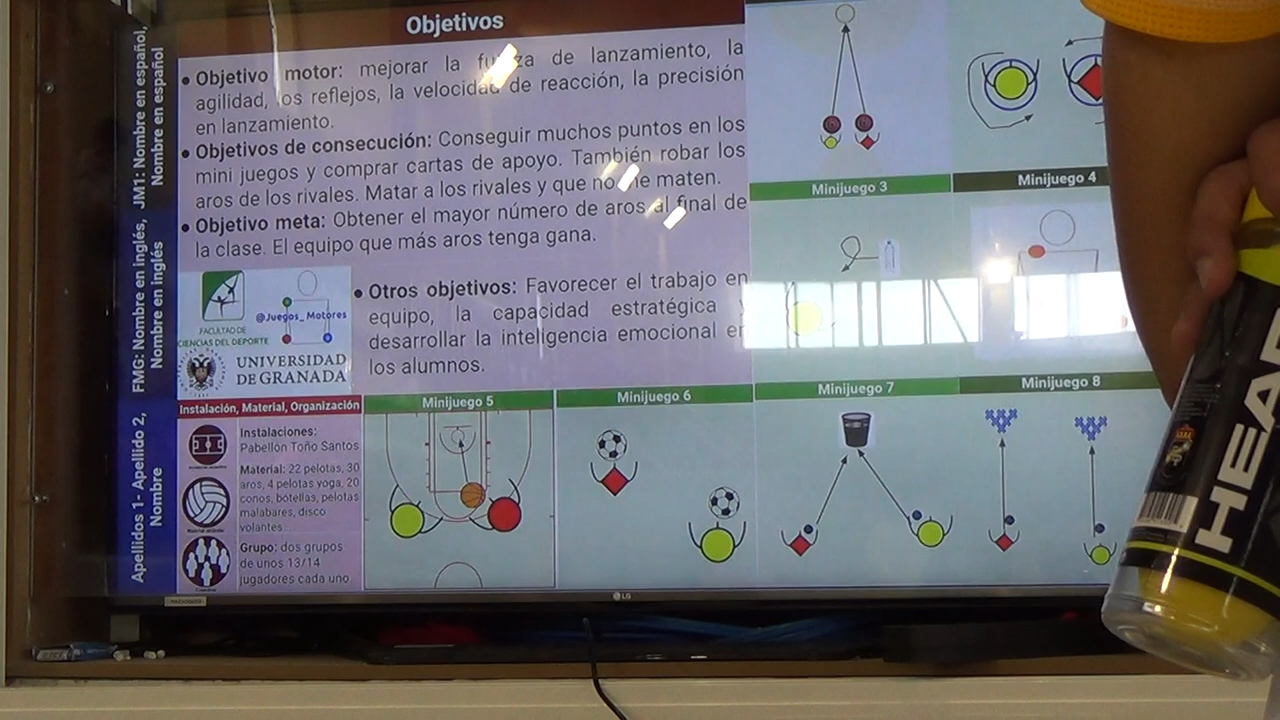 Objetivos
• Objetivo motor: mejorar la fuerza de lanzamiento, la
agilidad, los reflejos, la velocidad de reacción, la precisión
en lanzamiento.
• Objetivos de consecución: Conseguir muchos puntos en los
mini juegos y comprar cartas de apoyo. También robar los
aros de los rivales. Matar a los rivales y que no me maten.
• Objetivo meta: Obtener el mayor número de aros al final de
la clase. El equipo que más aros tenga gana.
• Otros objetivos: Favorecer el trabajo en
equipo, la capacidad estratégica y
desarrollar la inteligencia emocional en
los alumnos.
JM1: Nombre en español,
Nombre en español
FMG: Nombre en inglés,
Nombre en inglés
Apellidos 1- Apellido 2,
Nombre
@Juegos_Motores
FACULTAD DE
CIENCIAS DEL DEPORTE
UNIVERSIDAD
DE GRANADA
Instalación, Material, Organización
Instalaciones:
Pabellón Toño Santos
Material: 22 pelotas, 30
aros, 4 pelotas yoga, 20
conos, botellas, pelotas
malabares, disco
volantes...
Grupo: dos grupos
de unos 13/14
jugadores cada uno
Minijuego 3
Minijuego 4
Minijuego 5
Minijuego 6
Minijuego 7
Minijuego 8
LG
HEA